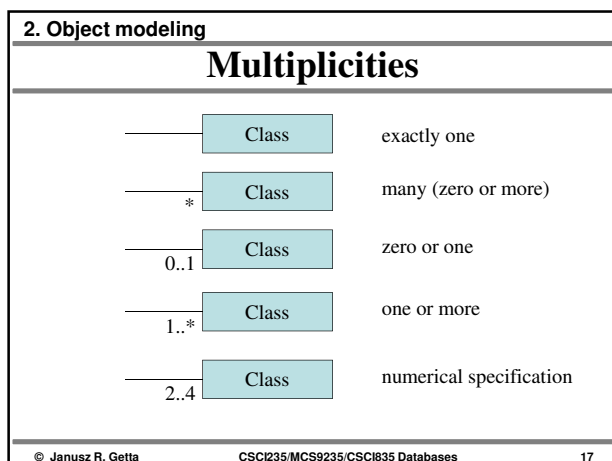 2. Object modeling
Multiplicities
Class exactly one
* Class many (zero or more)
0..1 Class zero or one
1..* Class one or more
2..4 Class numerical specification
© Janusz R. Getta CSCI235/MCS9235/CSCI835 Databases 17